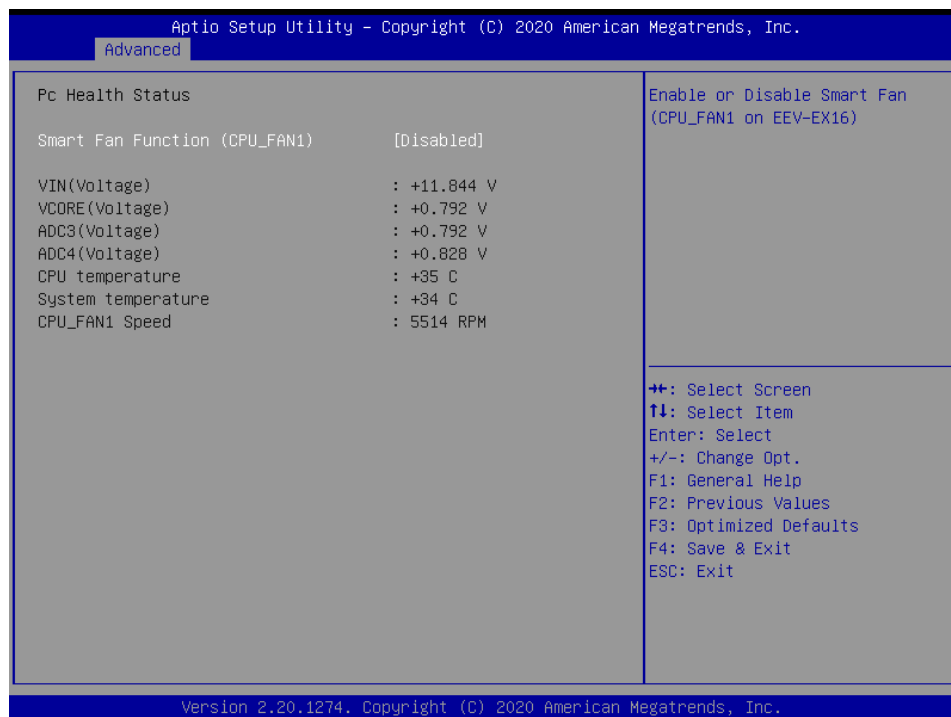 Aptio Setup Utility – Copyright (C) 2020 American Megatrends, Inc.
Advanced
Pc Health Status
Smart Fan Function (CPU_FAN1) [Disabled]
VIN(Voltage) : +11.844 V
VCORE(Voltage) : +0.792 V
ADC3(Voltage) : +0.792 V
ADC4(Voltage) : +0.828 V
CPU temperature : +35 C
System temperature : +34 C
CPU_FAN1 Speed : 5514 RPM
Enable or Disable Smart Fan
(CPU_FAN1 on EEV-EX16)
→←: Select Screen
↑↓: Select Item
Enter: Select
+/-: Change Opt.
F1: General Help
F2: Previous Values
F3: Optimized Defaults
F4: Save & Exit
ESC: Exit
Version 2.20.1274. Copyright (C) 2020 American Megatrends, Inc.